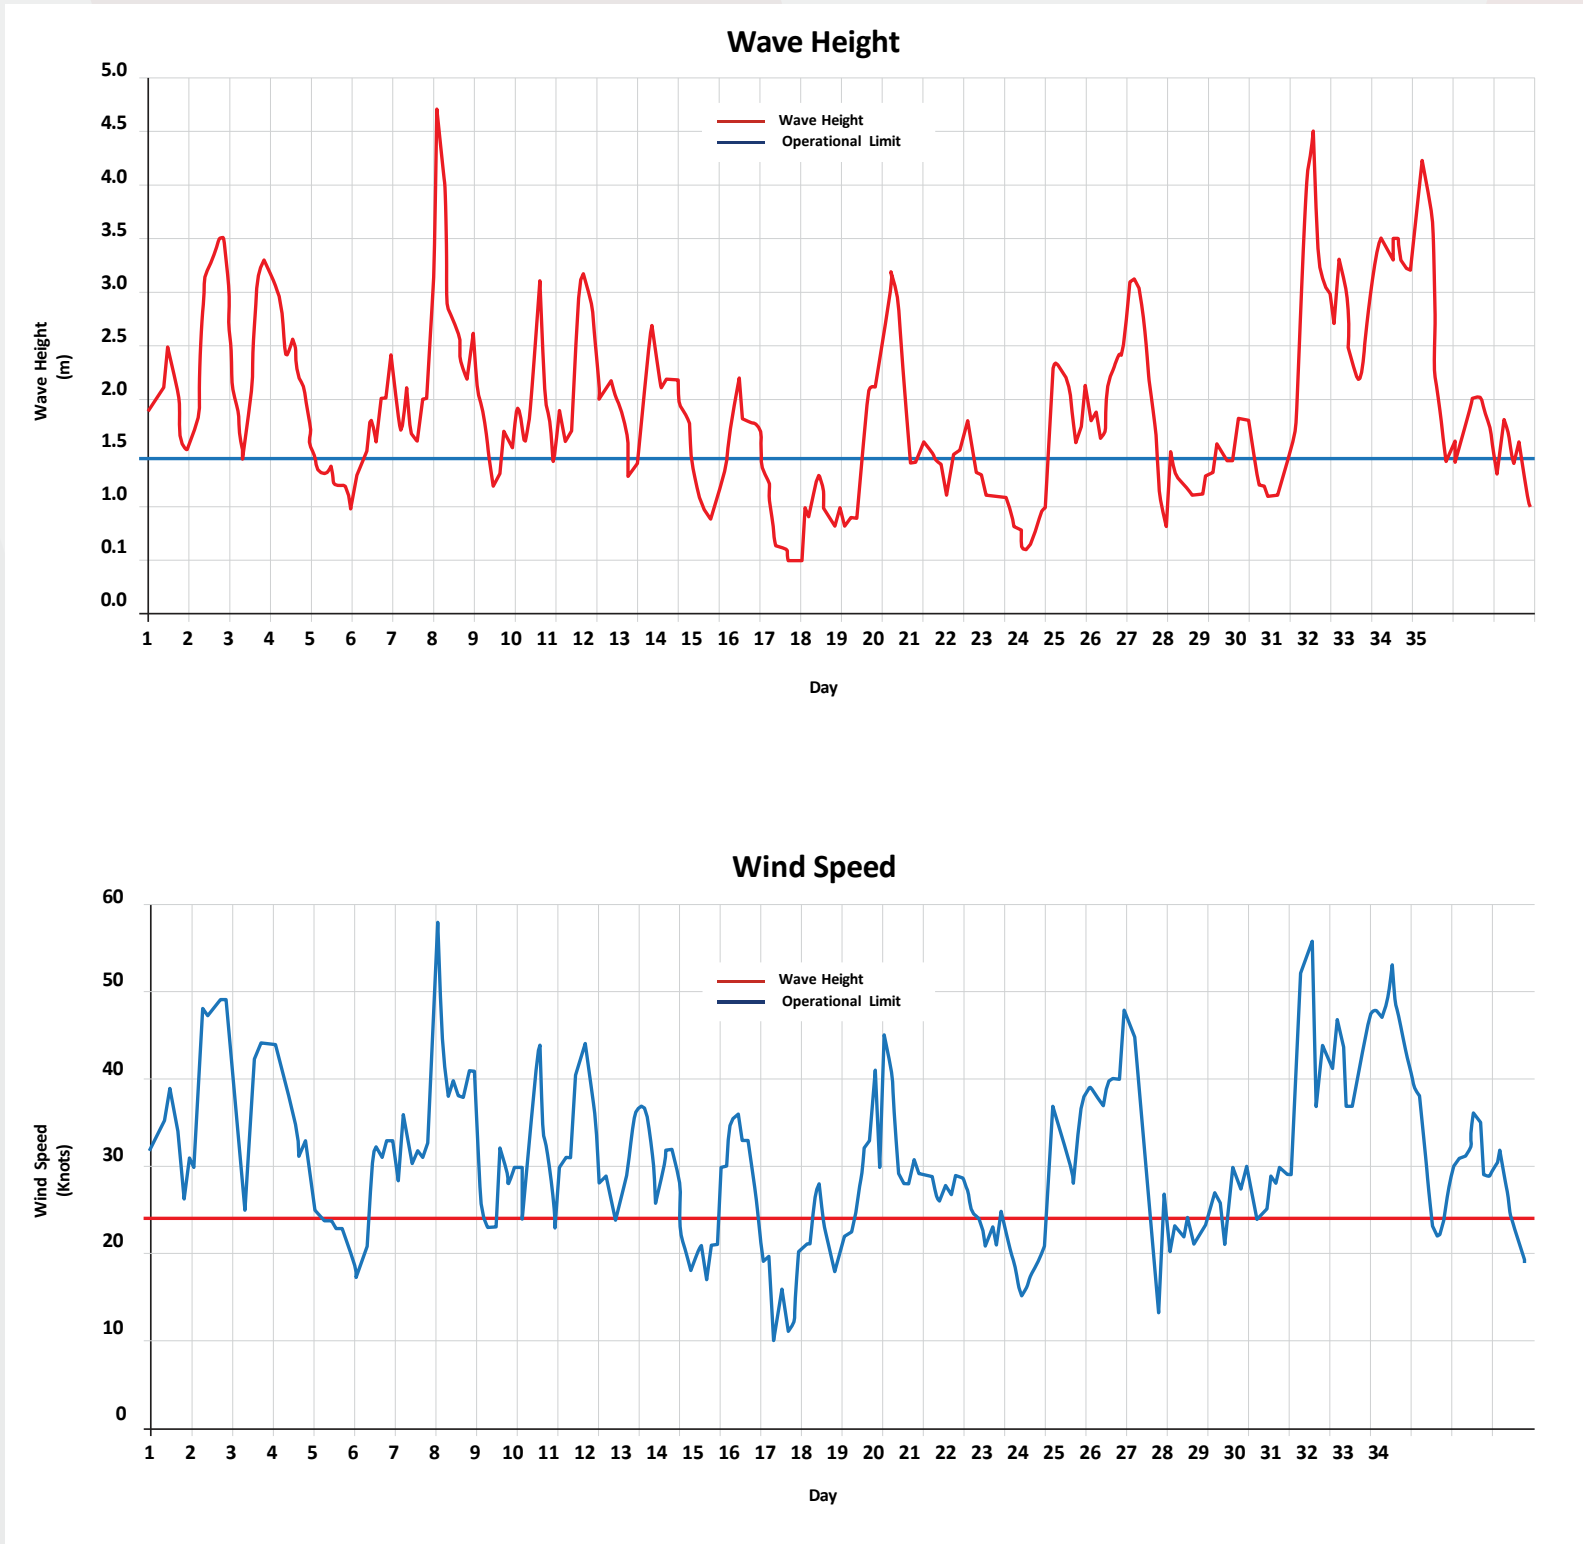 Wave Height
5.0
4.5
4.0
3.5
3.0
2.5
2.0
1.5
1.0
0.1
0.0
Wave Height
(m)
Wave Height
Operational Limit
1 2 3 4 5 6 7 8 9 10 11 12 13 14 15 16 17 18 19 20 21 22 23 24 25 26 27 28 29 30 31 32 33 34 35
Day
Wind Speed
60
50
40
30
20
10
0
Wind Speed
(Knots)
Wave Height
Operational Limit
1 2 3 4 5 6 7 8 9 10 11 12 13 14 15 16 17 18 19 20 21 22 23 24 25 26 27 28 29 30 31 32 33 34
Day